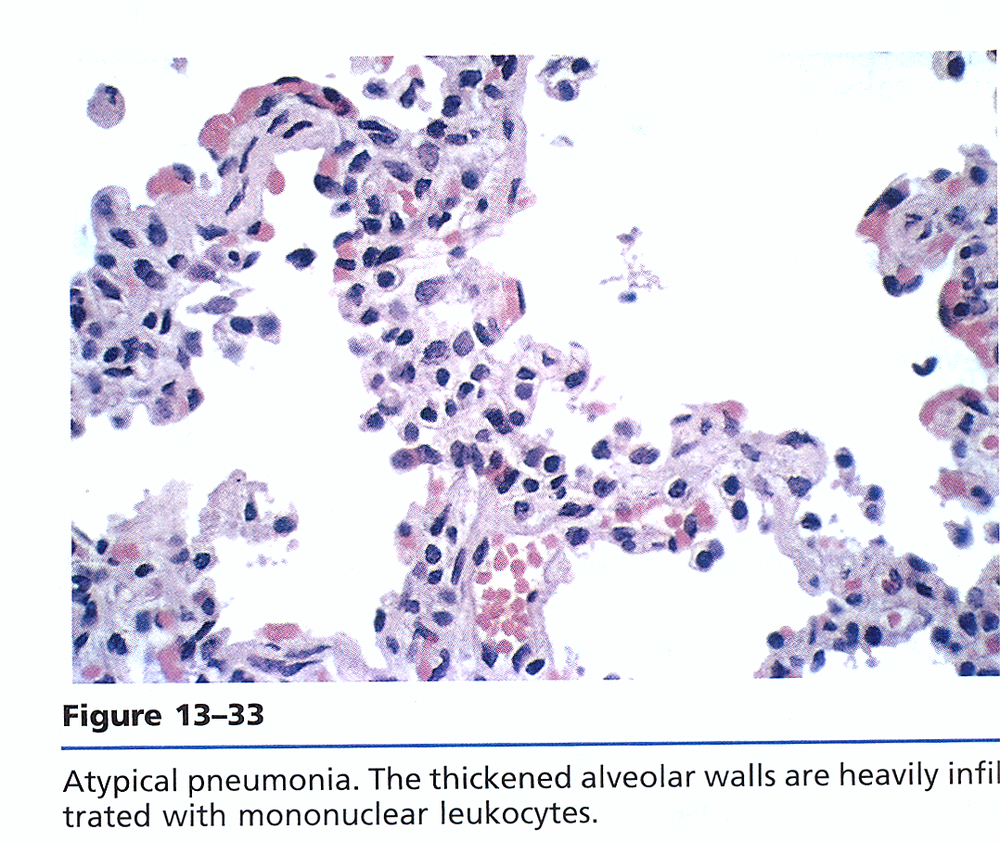 Figure 13–33
Atypical pneumonia. The thickened alveolar walls are heavily infil
trated with mononuclear leukocytes.